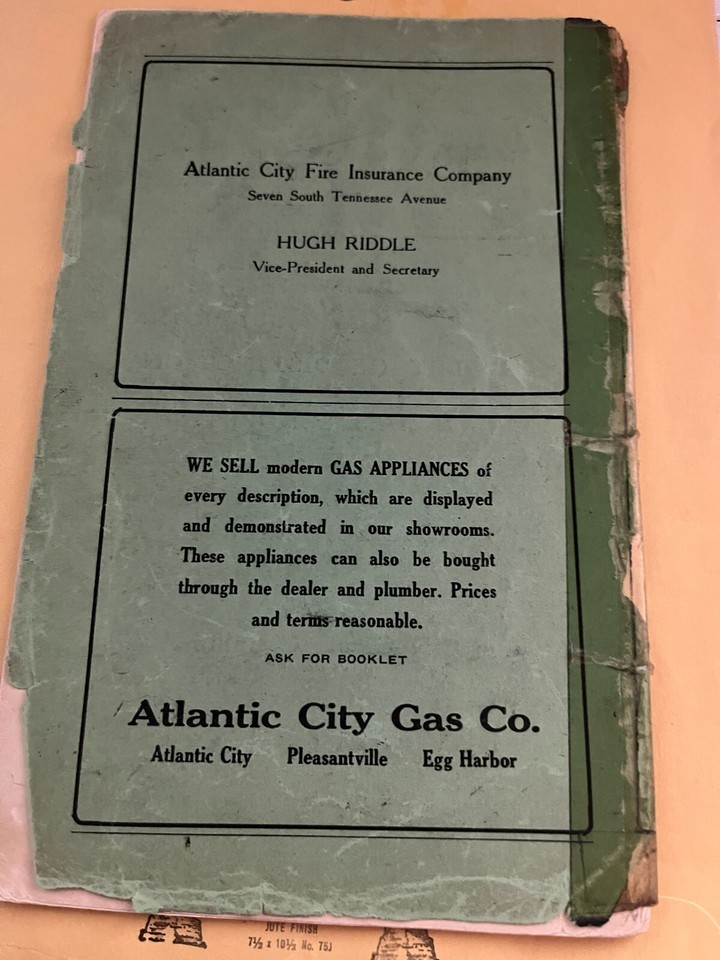 Atlantic City Fire Insurance Company
Seven South Tennessee Avenue
HUGH RIDDLE
Vice-President and Secretary
WE SELL modern GAS APPLIANCES of
every description, which are displayed
and demonstrated in our showrooms.
These appliances can also be bought
through the dealer and plumber. Prices
and terms reasonable.
ASK FOR BOOKLET
Atlantic City Gas Co.
Atlantic City Pleasantville Egg Harbor
JUTE FINISH
7½ x 10½ No. 75J